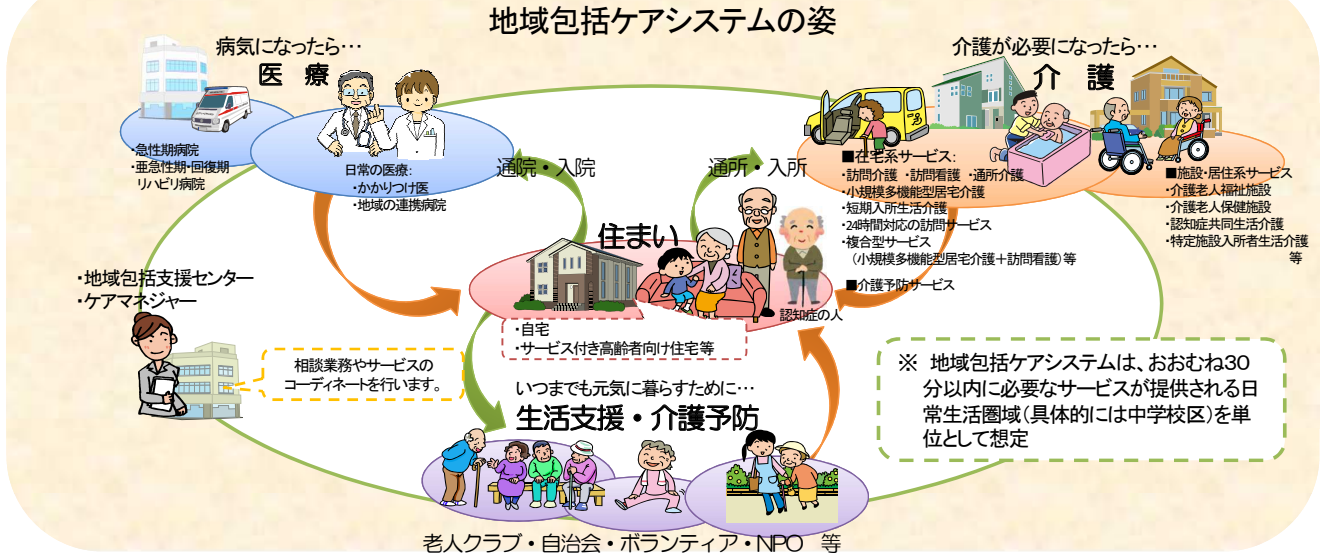 地域包括ケアシステムの姿
病気になったら…
医 療
・急性期病院
・亜急性期・回復期
リハビリ病院
日常の医療:
・かかりつけ医
・地域の連携病院
通院・入院
通所・入所
介護が必要になったら…
介 護
■在宅系サービス:
・訪問介護 ・訪問看護 ・通所介護
・小規模多機能型居宅介護
・短期入所生活介護
・24時間対応の訪問サービス
・複合型サービス
(小規模多機能型居宅介護+訪問看護)等
■介護予防サービス
■施設・居住系サービス
・介護老人福祉施設
・介護老人保健施設
・認知症共同生活介護
・特定施設入所者生活介護
等
住まい
認知症の人
・自宅
・サービス付き高齢者向け住宅等
・地域包括支援センター
・ケアマネジャー
相談業務やサービスの
コーディネートを行います。
いつまでも元気に暮らすために…
生活支援・介護予防
老人クラブ・自治会・ボランティア・NPO 等
※ 地域包括ケアシステムは、おおむね30
分以内に必要なサービスが提供される日
常生活圏域(具体的には中学校区)を単
位として想定